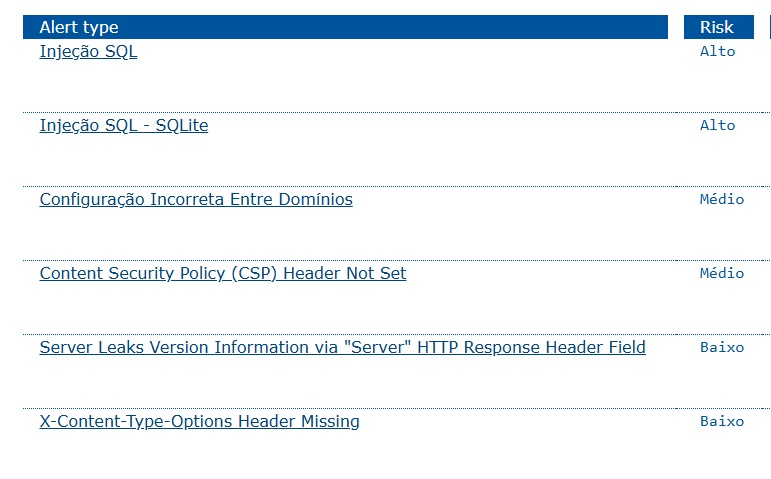 Alert type Risk
Injeção SQL Alto
Injeção SQL - SQLite Alto
Configuração Incorreta Entre Domínios Médio
Content Security Policy (CSP) Header Not Set Médio
Server Leaks Version Information via "Server" HTTP Response Header Field Baixo
X-Content-Type-Options Header Missing Baixo